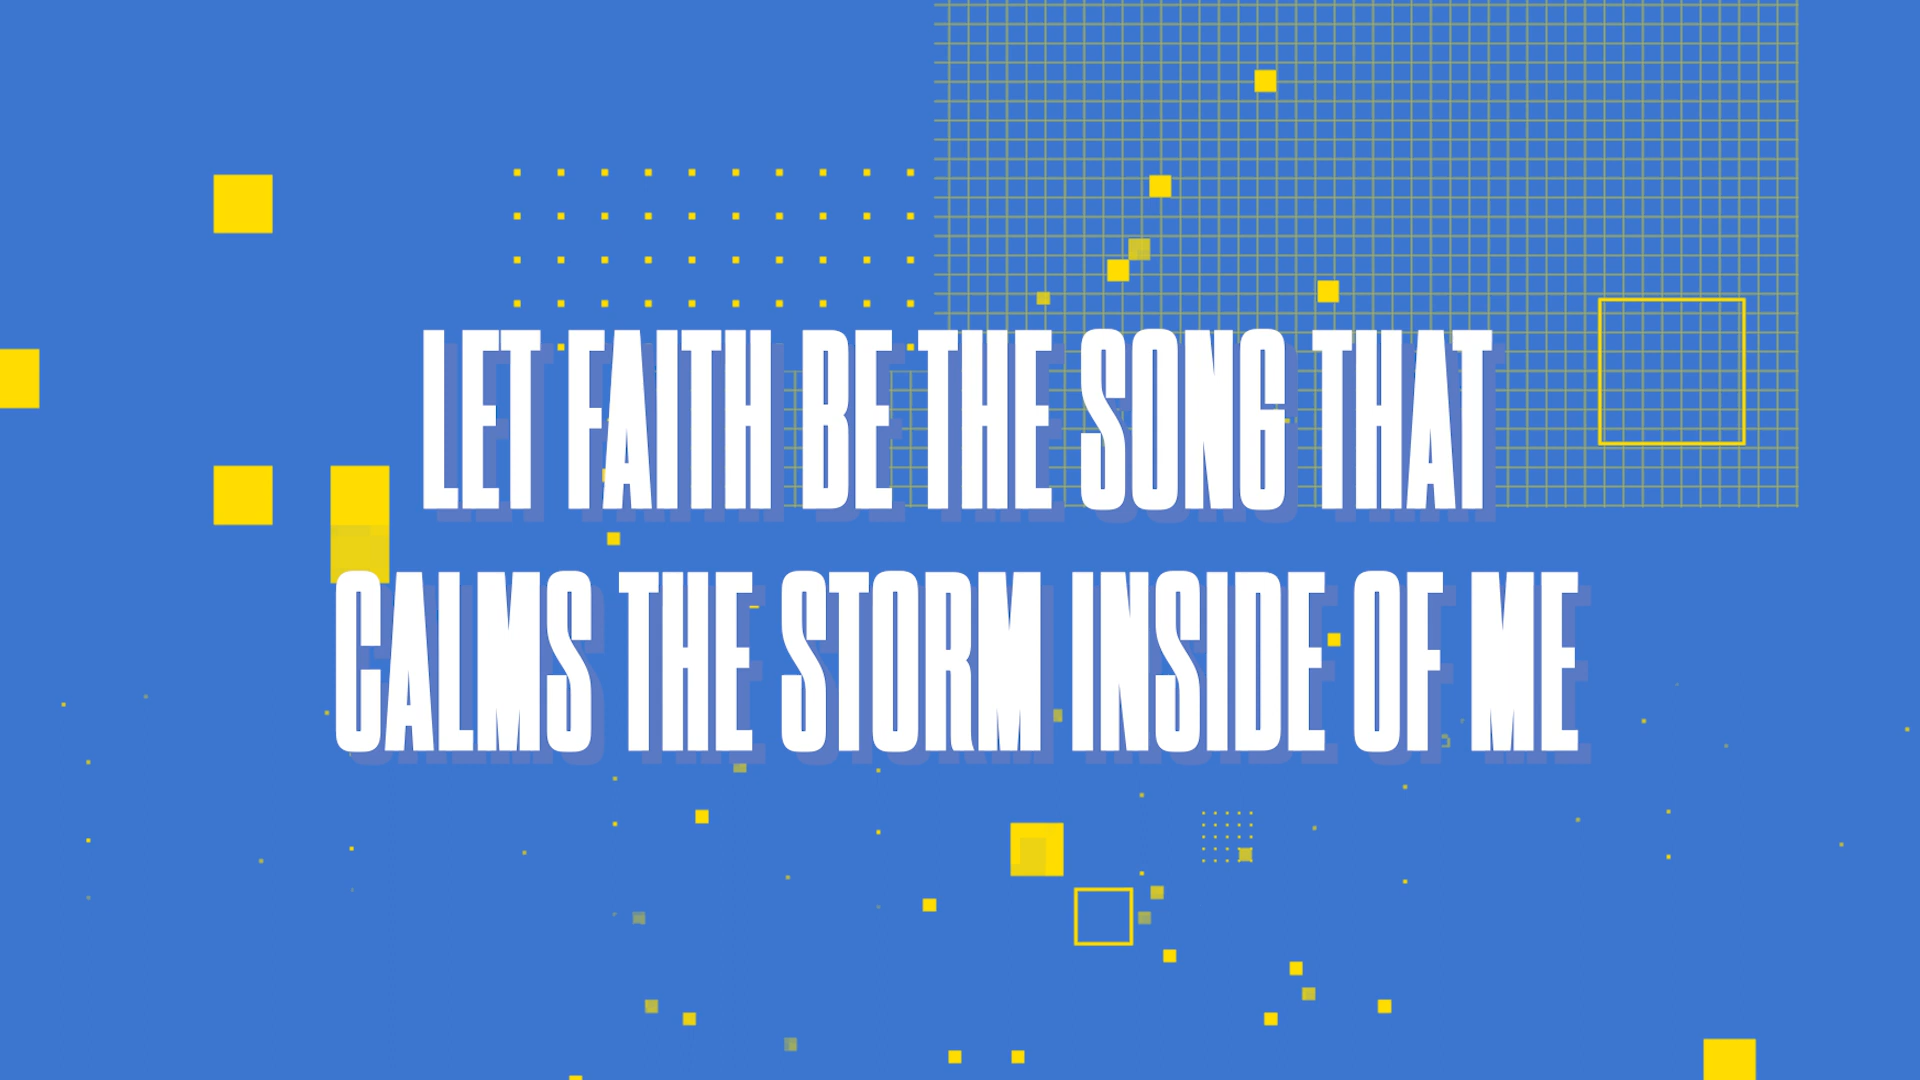 LET FAITH BE THE SONG THAT
CALMS THE STORM INSIDE OF ME